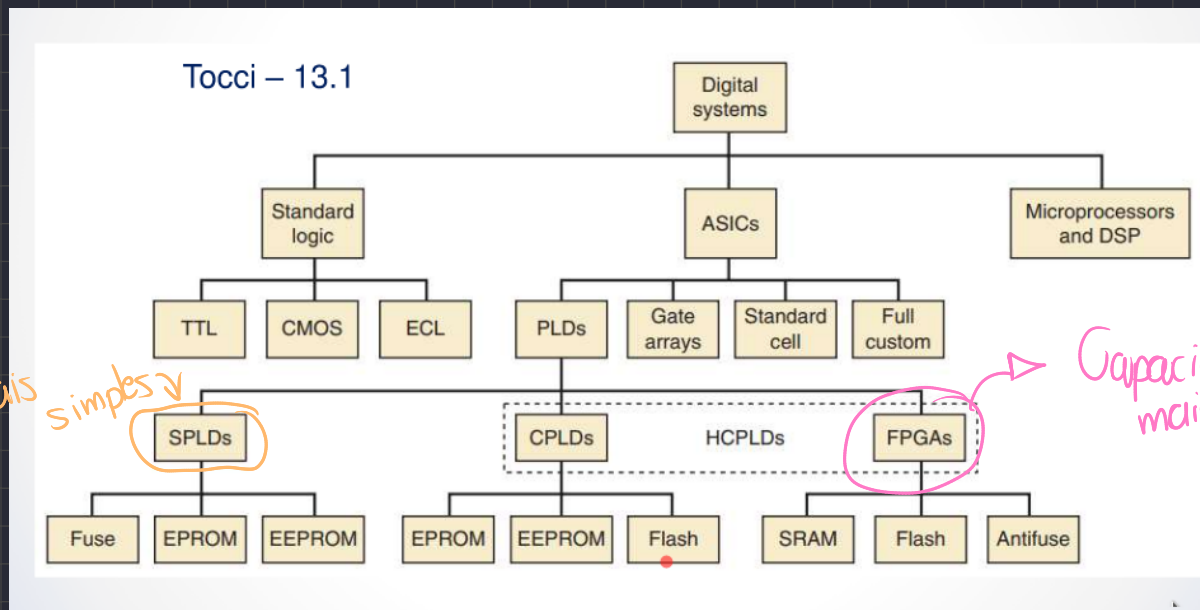 Tocci – 13.1
Digital
systems
Standard
logic
ASICs
Microprocessors
and DSP
TTL
CMOS
ECL
PLDs
Gate
arrays
Standard
cell
Full
custom
simples
SPLDs
CPLDs
HCPLDs
FPGAs
Fuse
EPROM
EEPROM
EPROM
EEPROM
Flash
SRAM
Flash
Antifuse